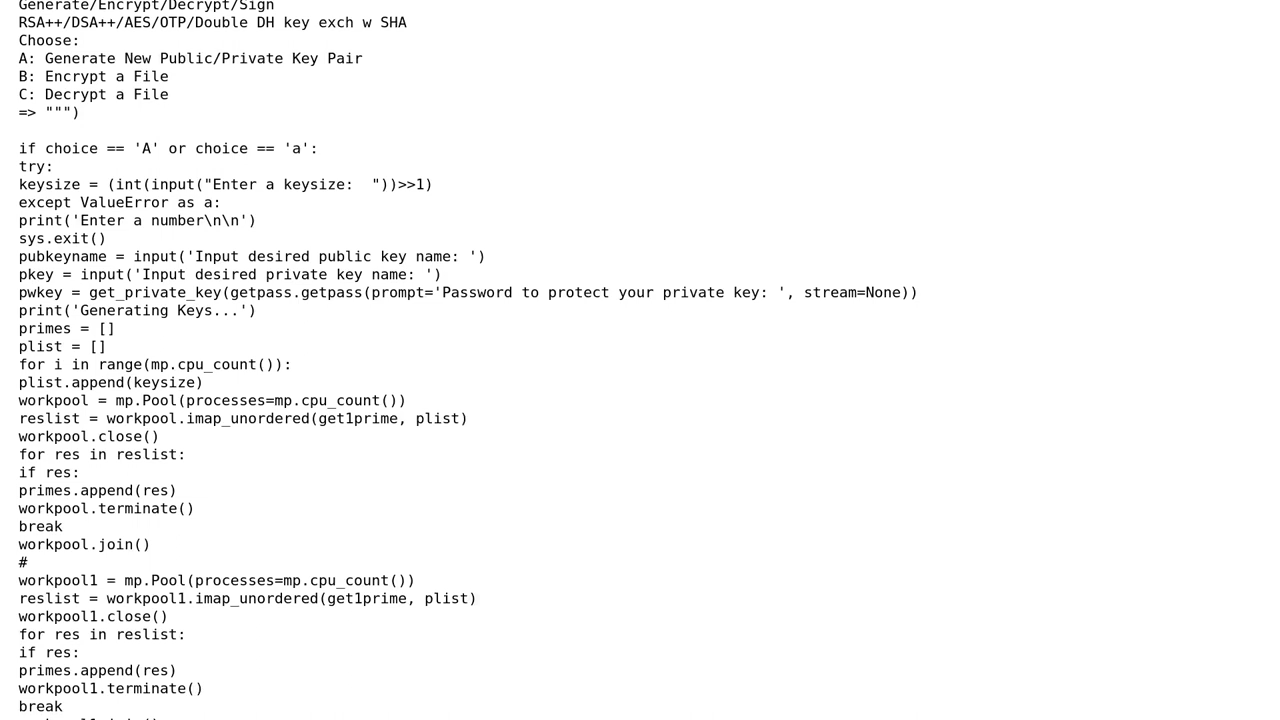 Generate/Encrypt/Decrypt/Sign
RSA++/DSA++/AES/OTP/Double DH key exch w SHA
Choose:
A: Generate New Public/Private Key Pair
B: Encrypt a File
C: Decrypt a File
=> """)
if choice == 'A' or choice == 'a':
try:
keysize = (int(input("Enter a keysize:  "))>>1)
except ValueError as a:
print('Enter a number\n\n')
sys.exit()
pubkeyname = input('Input desired public key name: ')
pkey = input('Input desired private key name: ')
pwkey = get_private_key(getpass.getpass(prompt='Password to protect your private key: ', stream=None))
print('Generating Keys...')
primes = []
plist = []
for i in range(mp.cpu_count()):
plist.append(keysize)
workpool = mp.Pool(processes=mp.cpu_count())
reslist = workpool.imap_unordered(get1prime, plist)
workpool.close()
for res in reslist:
if res:
primes.append(res)
workpool.terminate()
break
workpool.join()
#
workpool1 = mp.Pool(processes=mp.cpu_count())
reslist = workpool1.imap_unordered(get1prime, plist)
workpool1.close()
for res in reslist:
if res:
primes.append(res)
workpool1.terminate()
break